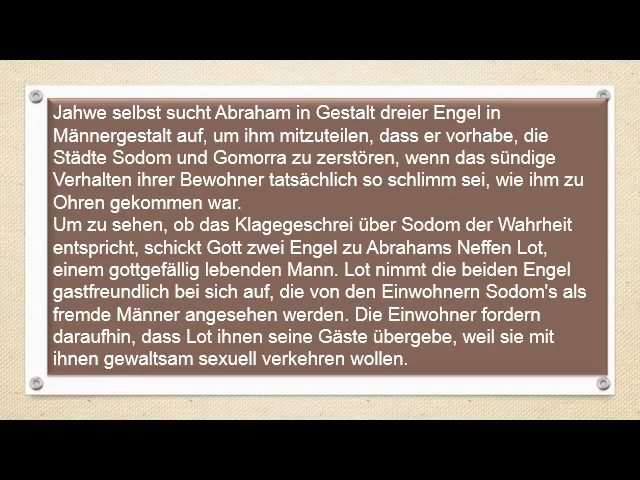 Jahwe selbst sucht Abraham in Gestalt dreier Engel in
Männergestalt auf, um ihm mitzuteilen, dass er vorhabe, die
Städte Sodom und Gomorra zu zerstören, wenn das sündige
Verhalten ihrer Bewohner tatsächlich so schlimm sei, wie ihm zu
Ohren gekommen war.
Um zu sehen, ob das Klagegeschrei über Sodom der Wahrheit
entspricht, schickt Gott zwei Engel zu Abrahams Neffen Lot,
einem gottgefällig lebenden Mann. Lot nimmt die beiden Engel
gastfreundlich bei sich auf, die von den Einwohnern Sodom's als
fremde Männer angesehen werden. Die Einwohner fordern
daraufhin, dass Lot ihnen seine Gäste übergebe, weil sie mit
ihnen gewaltsam sexuell verkehren wollen.